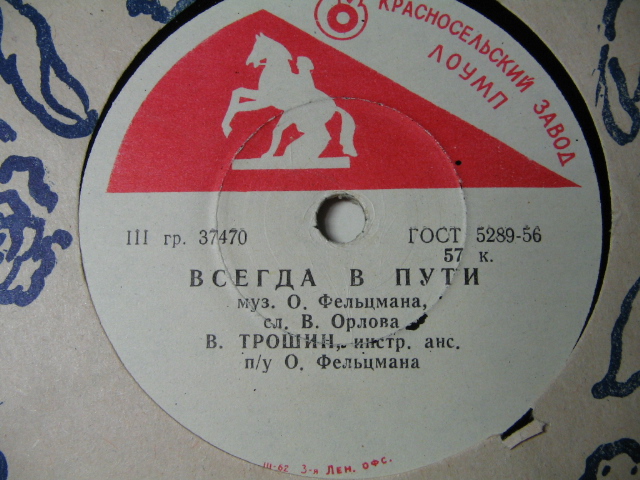 КРАСНОСЕЛЬСКИЙ ЗАВОД
ЛОУМП
III гр. 37470
ГОСТ 5289-56
57 к.
ВСЕГДА В ПУТИ
муз. О. Фельцмана,
сл. В. Орлова
В. ТРОШИН, инстр. анс.
п/у О. Фельцмана
III-62 3-я Лен. офс.